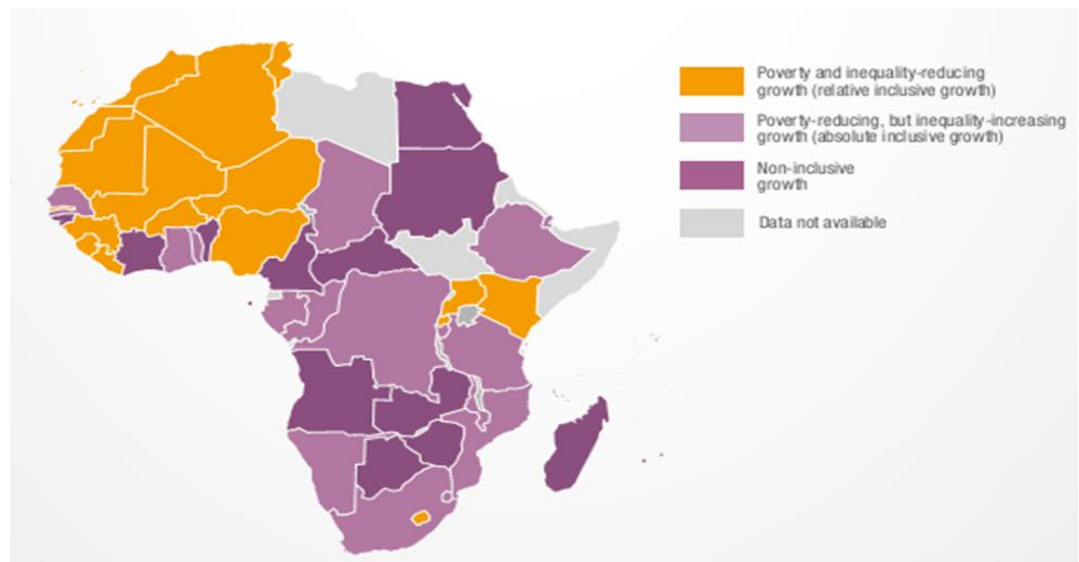 Poverty and inequality-reducing
growth (relative inclusive growth)
Poverty-reducing, but inequality-increasing
growth (absolute inclusive growth)
Non-inclusive
growth
Data not available